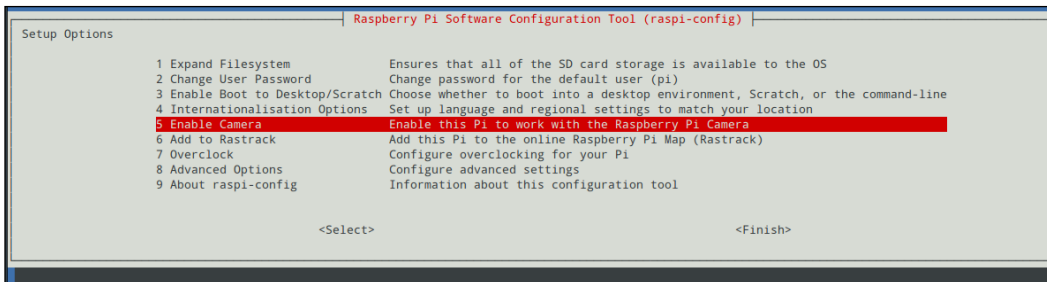 Raspberry Pi Software Configuration Tool (raspi-config)
Setup Options
1 Expand Filesystem Ensures that all of the SD card storage is available to the OS
2 Change User Password Change password for the default user (pi)
3 Enable Boot to Desktop/Scratch Choose whether to boot into a desktop environment, Scratch, or the command-line
4 Internationalisation Options Set up language and regional settings to match your location
5 Enable Camera Enable this Pi to work with the Raspberry Pi Camera
6 Add to Rastrack Add this Pi to the online Raspberry Pi Map (Rastrack)
7 Overclock Configure overclocking for your Pi
8 Advanced Options Configure advanced settings
9 About raspi-config Information about this configuration tool
<Select> <Finish>